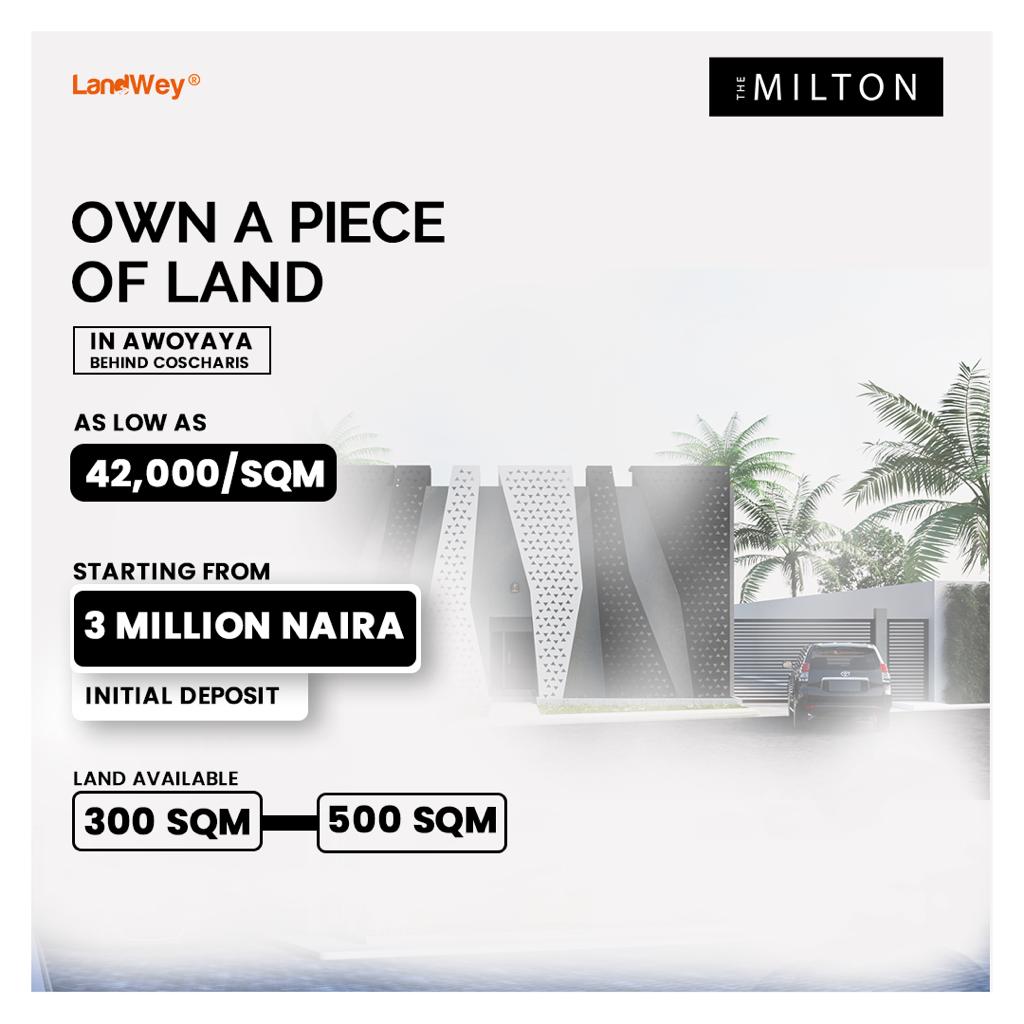 LandWey®
THE MILTON
OWN A PIECE
OF LAND
IN AWOYAYA
BEHIND COSCHARIS
AS LOW AS
42,000/SQM
STARTING FROM
3 MILLION NAIRA
INITIAL DEPOSIT
LAND AVAILABLE
300 SQM
500 SQM